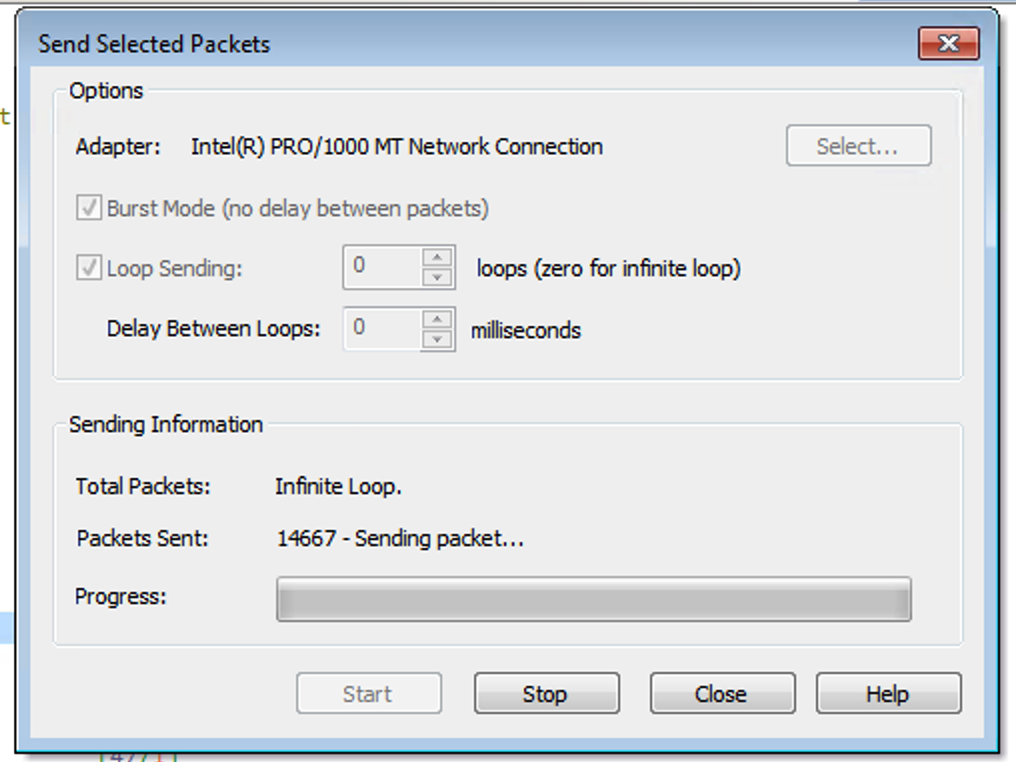 Send Selected Packets
t
Options
Adapter: Intel(R) PRO/1000 MT Network Connection Select...
Burst Mode (no delay between packets)
Loop Sending: 0 loops (zero for infinite loop)
Delay Between Loops: 0 milliseconds
Sending Information
Total Packets: Infinite Loop.
Packets Sent: 14667 - Sending packet...
Progress:
Start Stop Close Help